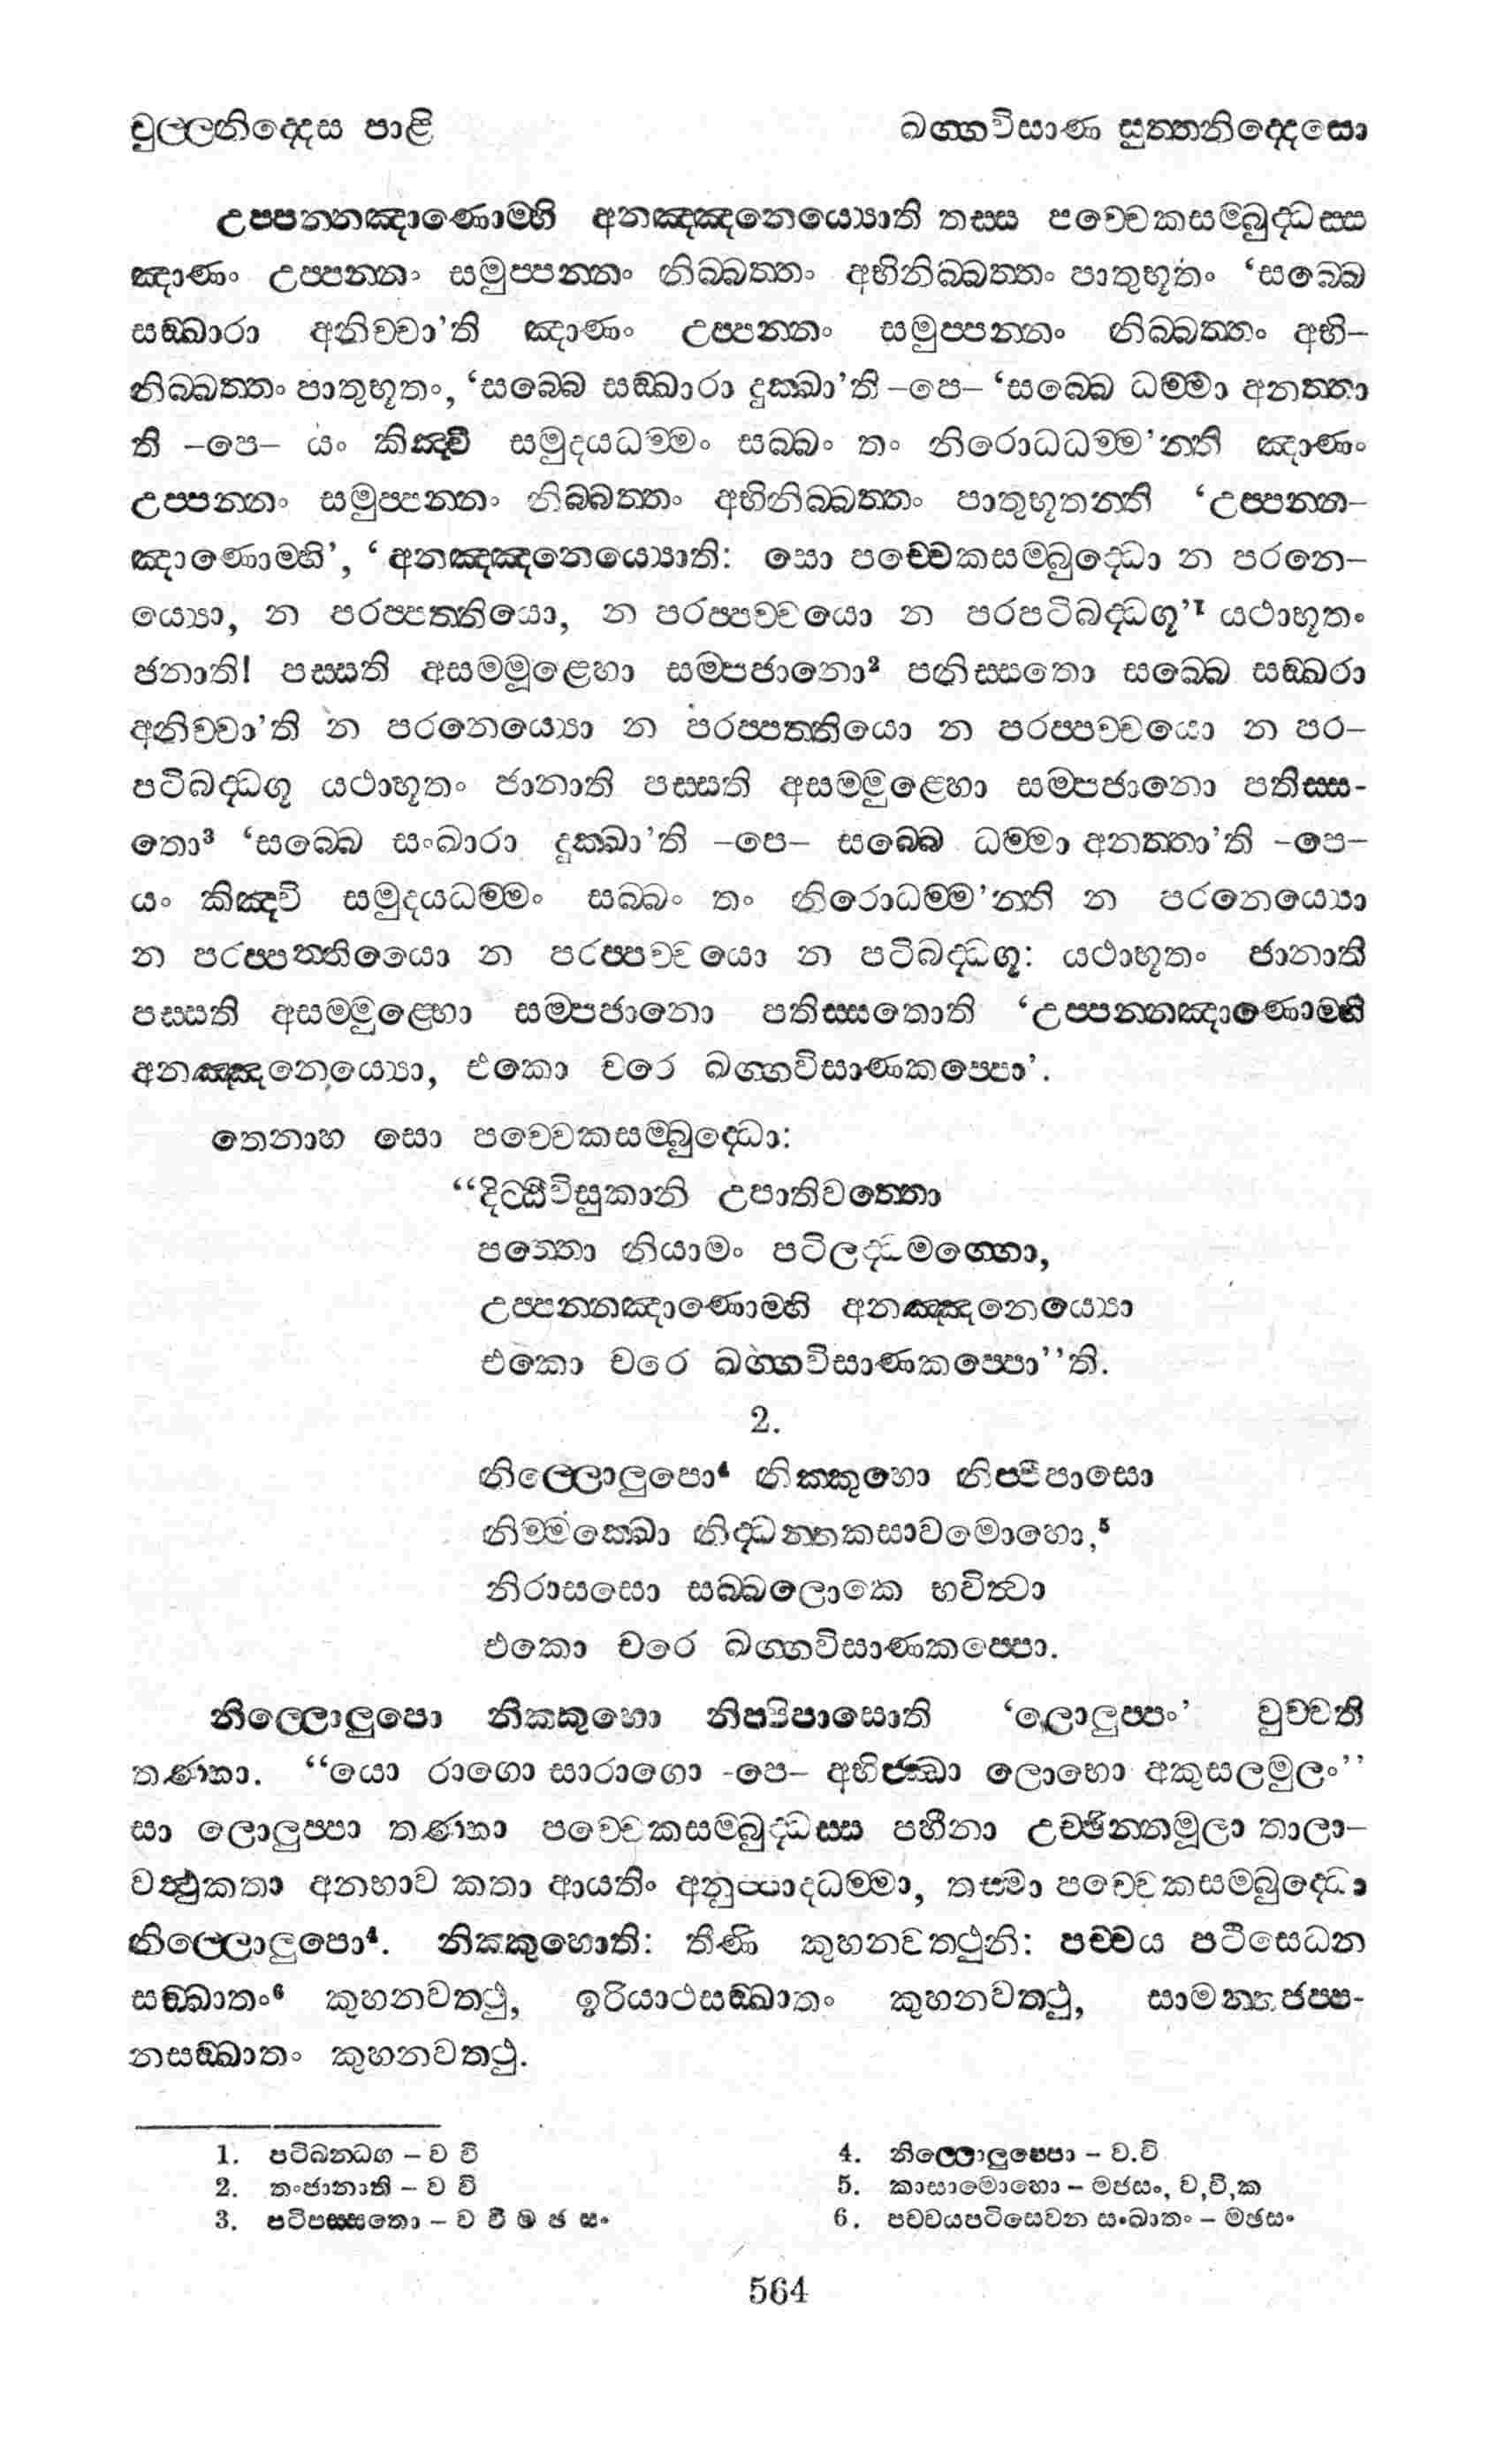 චුල්ලනිද්දෙස පාළි
ඛග්ගවිසාණ සුත්තනිද්දෙසො
උප්පන්නඤාණොම්හි අනඤ්ඤනෙය්‍යොති තස්ස පච්චෙකසම්බුද්ධස්ස
ඤාණං උප්පන්නං සමුප්පන්නං නිබ්බත්තං අභිනිබ්බත්තං පාතුභූතං ‘සබ්බෙ
සඞ්ඛාරා අනිච්චා’ති ඤාණං උප්පන්නං සමුප්පන්නං නිබ්බත්තං අභි–
නිබ්බත්තං පාතුභූතං, ‘සබ්බෙ සඞ්ඛාරා දුක්ඛා’ති –පෙ– ‘සබ්බෙ ධම්මා අනත්තා
ති –පෙ– යං කිඤ්චි සමුදයධම්මං සබ්බං තං නිරොධධම්ම’න්ති ඤාණං
උප්පන්නං සමුප්පන්නං නිබ්බත්තං අභිනිබ්බත්තං පාතුභූතන්ති ‘උප්පන්න–
ඤාණොම්හි’, ‘අනඤ්ඤනෙය්‍යොති: සො පච්චෙකසම්බුද්ධො න පරනෙ–
ය්‍යො, න පරප්පත්තියො, න පරප්පච්චයො න පරපටිබද්ධගූ’¹ යථාභූතං
ජනාති! පස්සති අසම්මූළ්හො සම්පජානො² පතිස්සතො සබ්බෙ සඞ්ඛරා
අනිච්චා’ති න පරනෙය්‍යො න පරප්පත්තියො න පරප්පච්චයො න පර–
පටිබද්ධගූ යථාභූතං ජානාති පස්සති අසම්මුළ්හො සම්පජානො පතිස්ස-
තො³ ‘සබ්බෙ සංඛාරා දුක්ඛා’ති –පෙ– සබ්බෙ ධම්මා අනත්තා’ති –පෙ–
යං කිඤ්චි සමුදයධම්මං සබ්බං තං නිරොධම්ම’න්ති න පරනෙය්‍යො
න පරප්පත්තියෙයා න පරප්පච්චයො න පටිබද්ධගූ: යථාභූතං ජානාති
පස්සති අසම්මුළ්හො සම්පජානො පතිස්සතොති ‘උප්පන්නඤාණොම්හි
අනඤ්ඤනෙය්‍යො, එකො චරෙ ඛග්ගවිසාණකප්පො’.
තෙනාහ සො පච්චෙකසම්බුද්ධො:
“දිට්ඨීවිසුකානි උපාතිවත්තො
පත්තො නියාමං පටිලද්ධමග්ගො,
උප්පන්නඤාණොම්හි අනඤ්ඤනෙය්‍යො
එකො චරෙ ඛග්ගවිසාණකප්පො”ති.
2.
නිල්ලොලුපො⁴ නික්කුහො නිප්පිපාසො
නිම්මක්ඛො නිද්ධන්තකසාවමොහො,⁵
නිරාසසො සබ්බලොකෙ භවිත්වා
එකො චරෙ ඛග්ගවිසාණකප්පො.
නිල්ලොලුපො නික්කුහො නිප්පිපාසොති ‘ලොලුප්පං’ වුච්චති
තණ්හා. “යො රාගො සාරාගො -පෙ– අභිජ්ඣා ලොභො අකුසලමුලං”
සා ලොලුප්පා තණ්හා පච්චෙකසම්බුද්ධස්ස පහීනා උච්ඡින්නමූලා තාලා–
වත්ථුකතා අනභාව කතා ආයතිං අනුප්පාදධම්මා, තස්මා පච්චෙකසම්බුද්ධො
නිල්ලොලුපො⁴. නික්කුහොති: තීණි කුහනවත්ථුනි: පච්චය පටිසෙධන
සඞ්ඛාතං⁶ කුහනවත්ථු, ඉරියාථසඞ්ඛාතං කුහනවත්ථු, සාමන්තජප්ප-
නසඞ්ඛාතං කුහනවත්ථු.
1. පටිබන්ධග – ව වි
2. තංජානාති – ව වි
3. පටිපස්සතො – ව වි ම ඡ සං
4. නිල්ලොලුප්පො – ව.වි
5. කාසාමොහො – මජසං, ව,වි,ක
6. පච්චයපටිසෙවන සංඛාතං – මඡසං
564